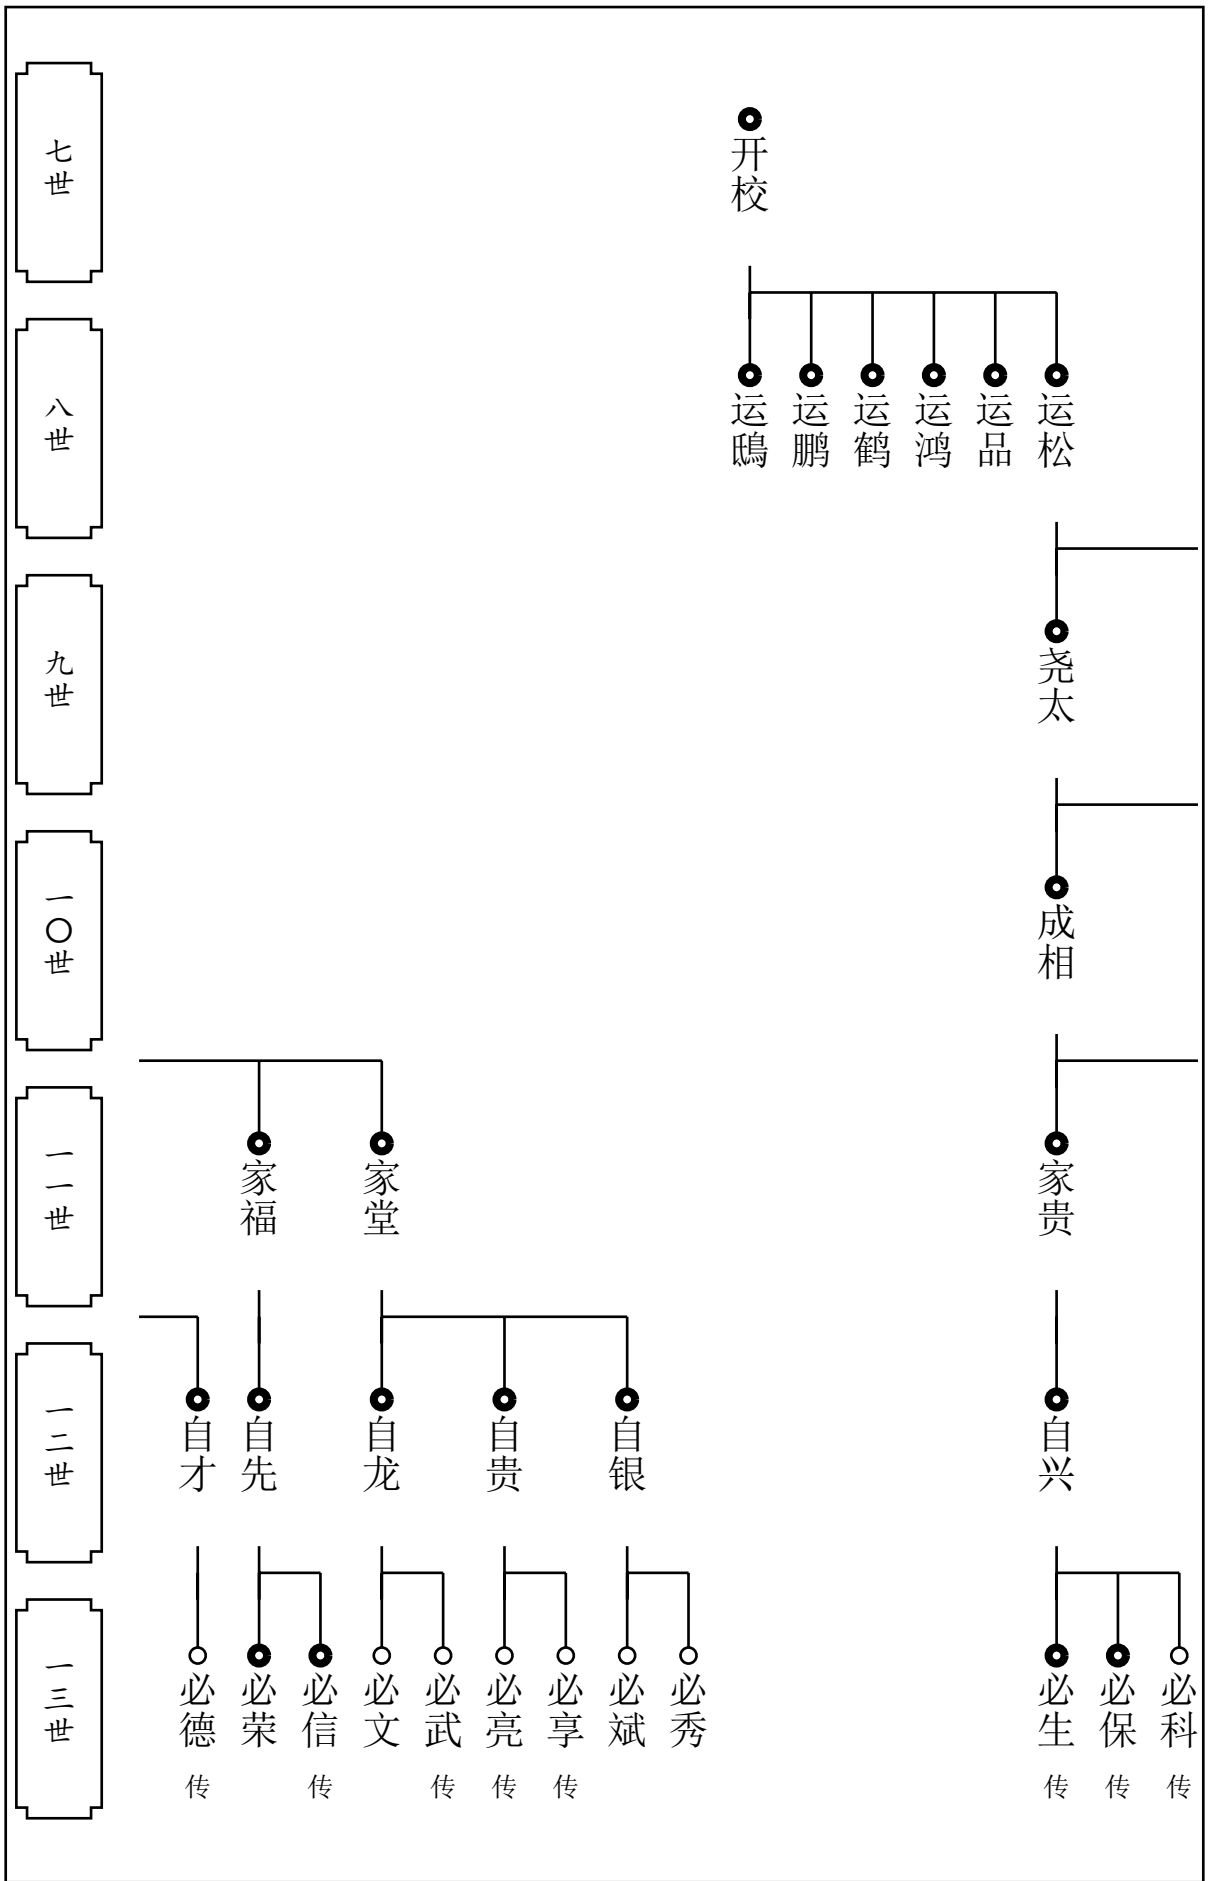 七世
开校
八世
运鴟
运鹏
运鹤
运鸿
运品
运松
九世
尧太
一〇世
成相
一一世
家福
家堂
家贵
一二世
自才
自先
自龙
自贵
自银
自兴
一三世
必德
传
必荣
必信
传
必文
必武
传
必亮
传
必享
传
必斌
必秀
必生
传
必保
传
必科
传